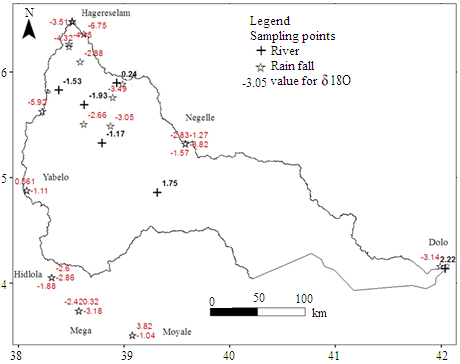 Hagereselam
-3.51
-6.75
-4.45
-4.32
-2.88
Legend
Sampling points
River
Rain fall
-3.05 value for δ18O
N
6
0.24
-1.53
-3.49
-1.93
-5.92
-2.66
-3.05
Negelle
-1.17
-2.83
-1.27
-1.57
-6.82
5
Yabelo
0.561
-1.11
1.75
Dolo
2.22
-3.14
4
Hidlola
-2.6
-2.86
-1.88
-2.420.32
-3.18
Mega
3.82
-1.04
Moyale
0 50 100
km
38 39 40 41 42